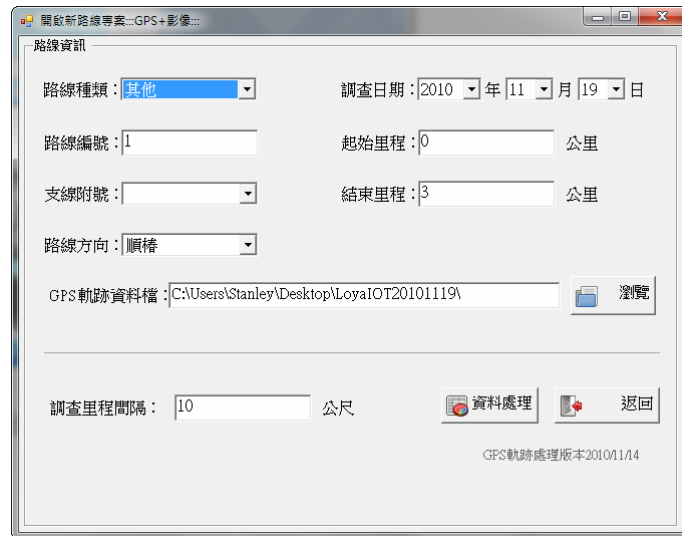 開啟新路線專案:::GPS+影像:::
路線資訊
路線種類：其他 調查日期：2010 年 11 月 19 日
路線編號：1 起始里程：0 公里
支線附號： 結束里程：3 公里
路線方向：順樁
GPS軌跡資料檔：C:\Users\Stanley\Desktop\LoyaIOT20101119\ 瀏覽
調查里程間隔： 10 公尺 資料處理 返回
GPS軌跡處理版本2010/11/14